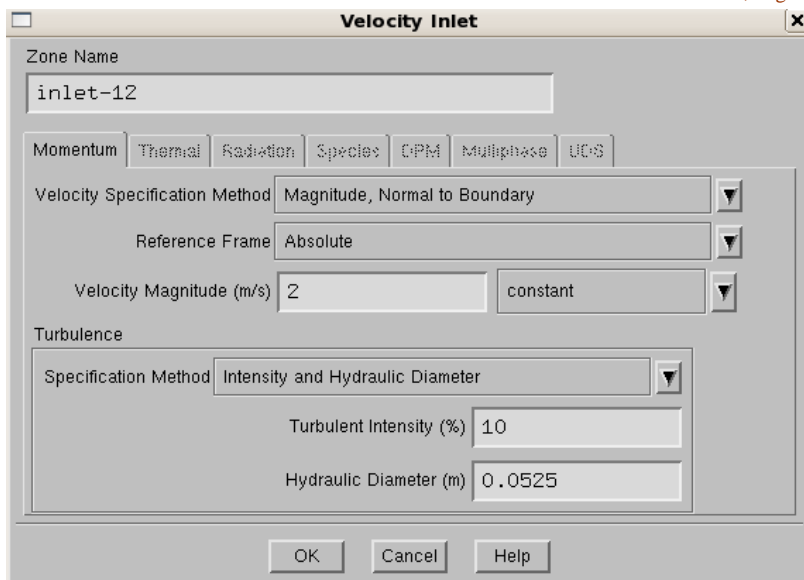 Velocity Inlet
Zone Name
inlet-12
Momentum Thermal Radiation Species DPM Multiphase UDS
Velocity Specification Method Magnitude, Normal to Boundary
Reference Frame Absolute
Velocity Magnitude (m/s) 2 constant
Turbulence
Specification Method Intensity and Hydraulic Diameter
Turbulent Intensity (%) 10
Hydraulic Diameter (m) 0.0525
OK Cancel Help